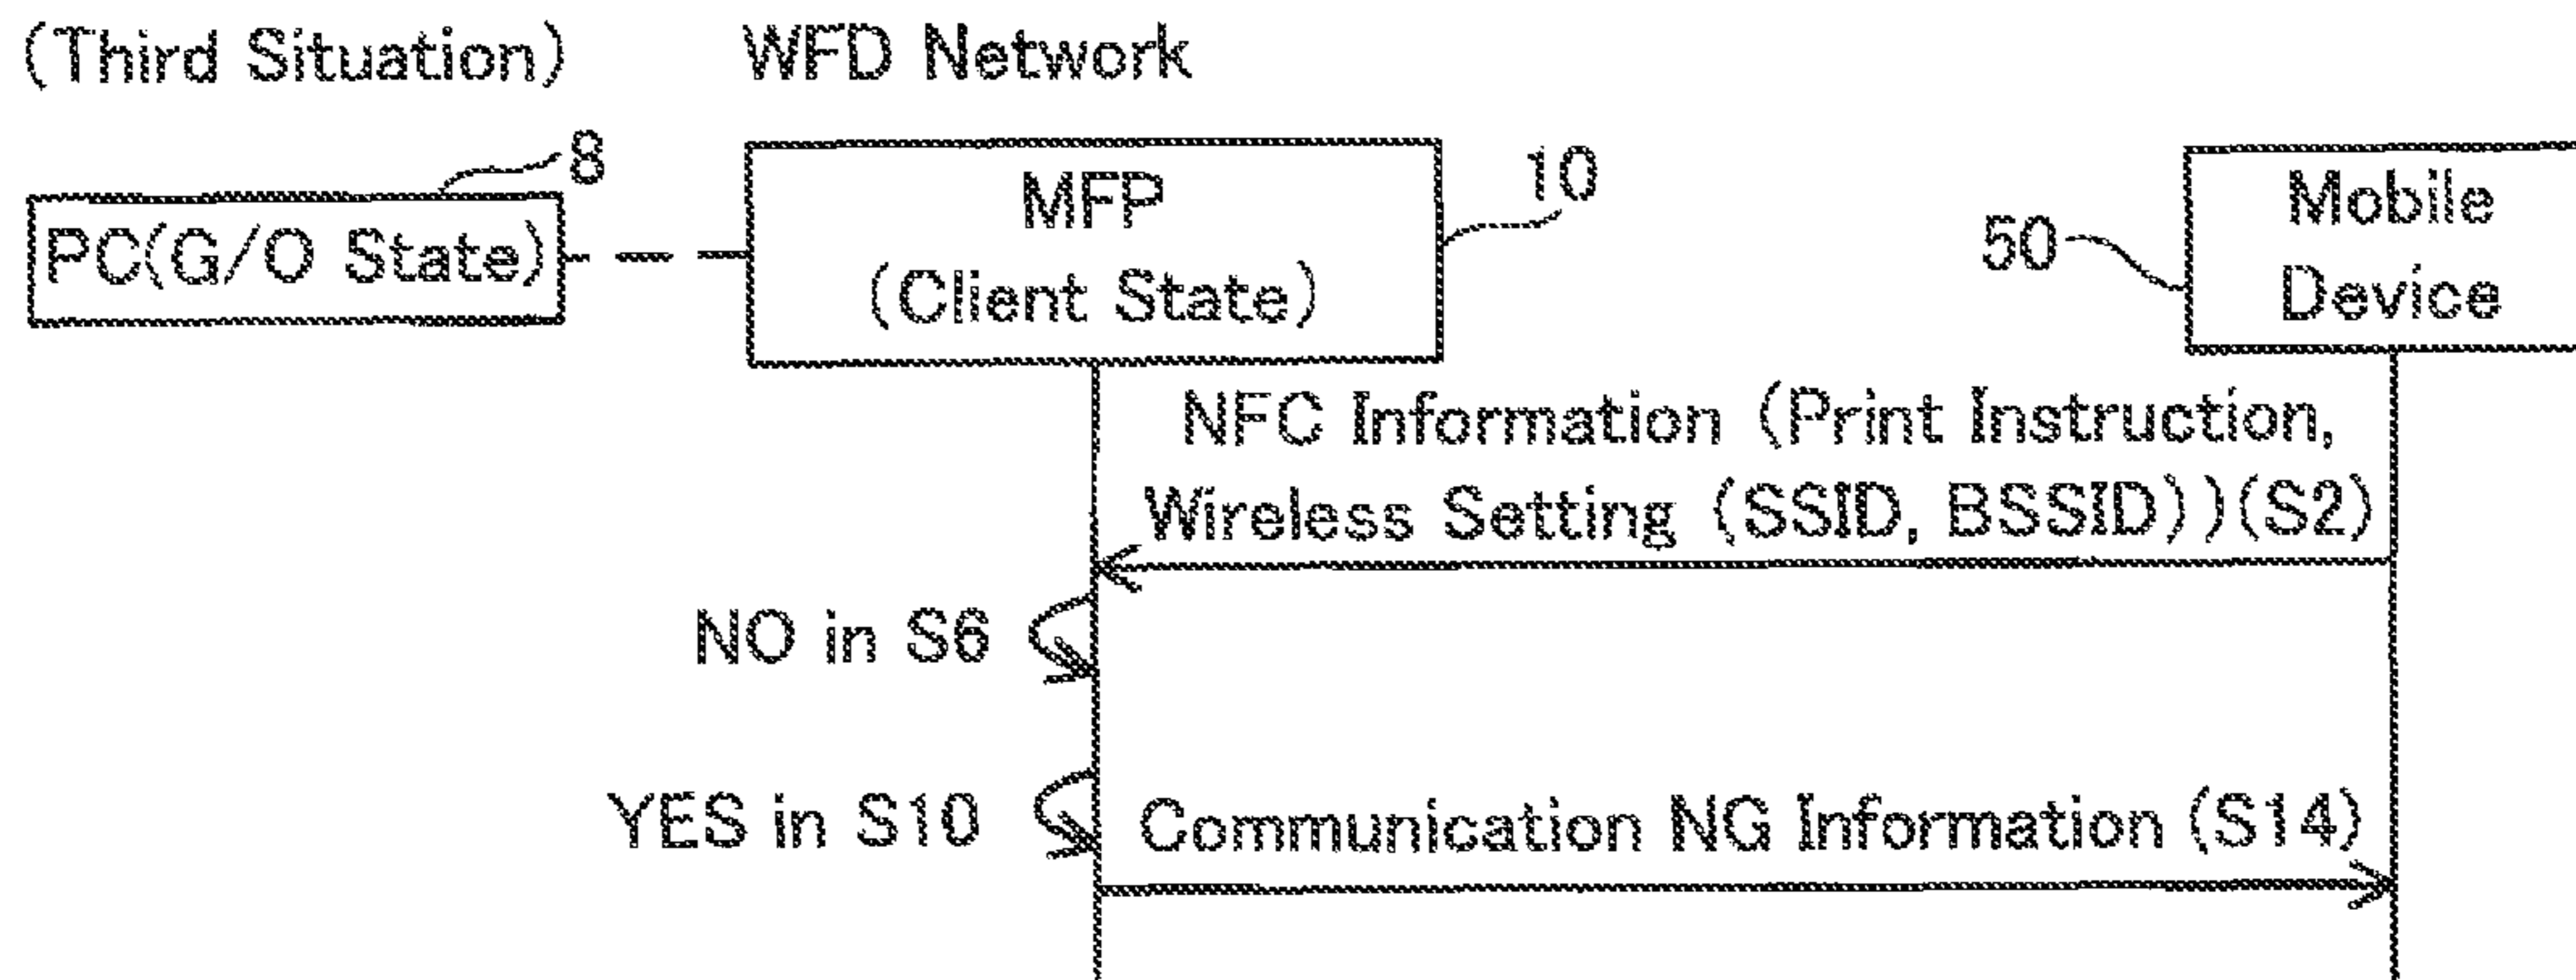 (Third Situation)
WFD Network
8
PC(G/O State)
MFP
(Client State)
10
50
Mobile
Device
NFC Information (Print Instruction,
Wireless Setting (SSID, BSSID))(S2)
NO in S6
YES in S10
Communication NG Information (S14)